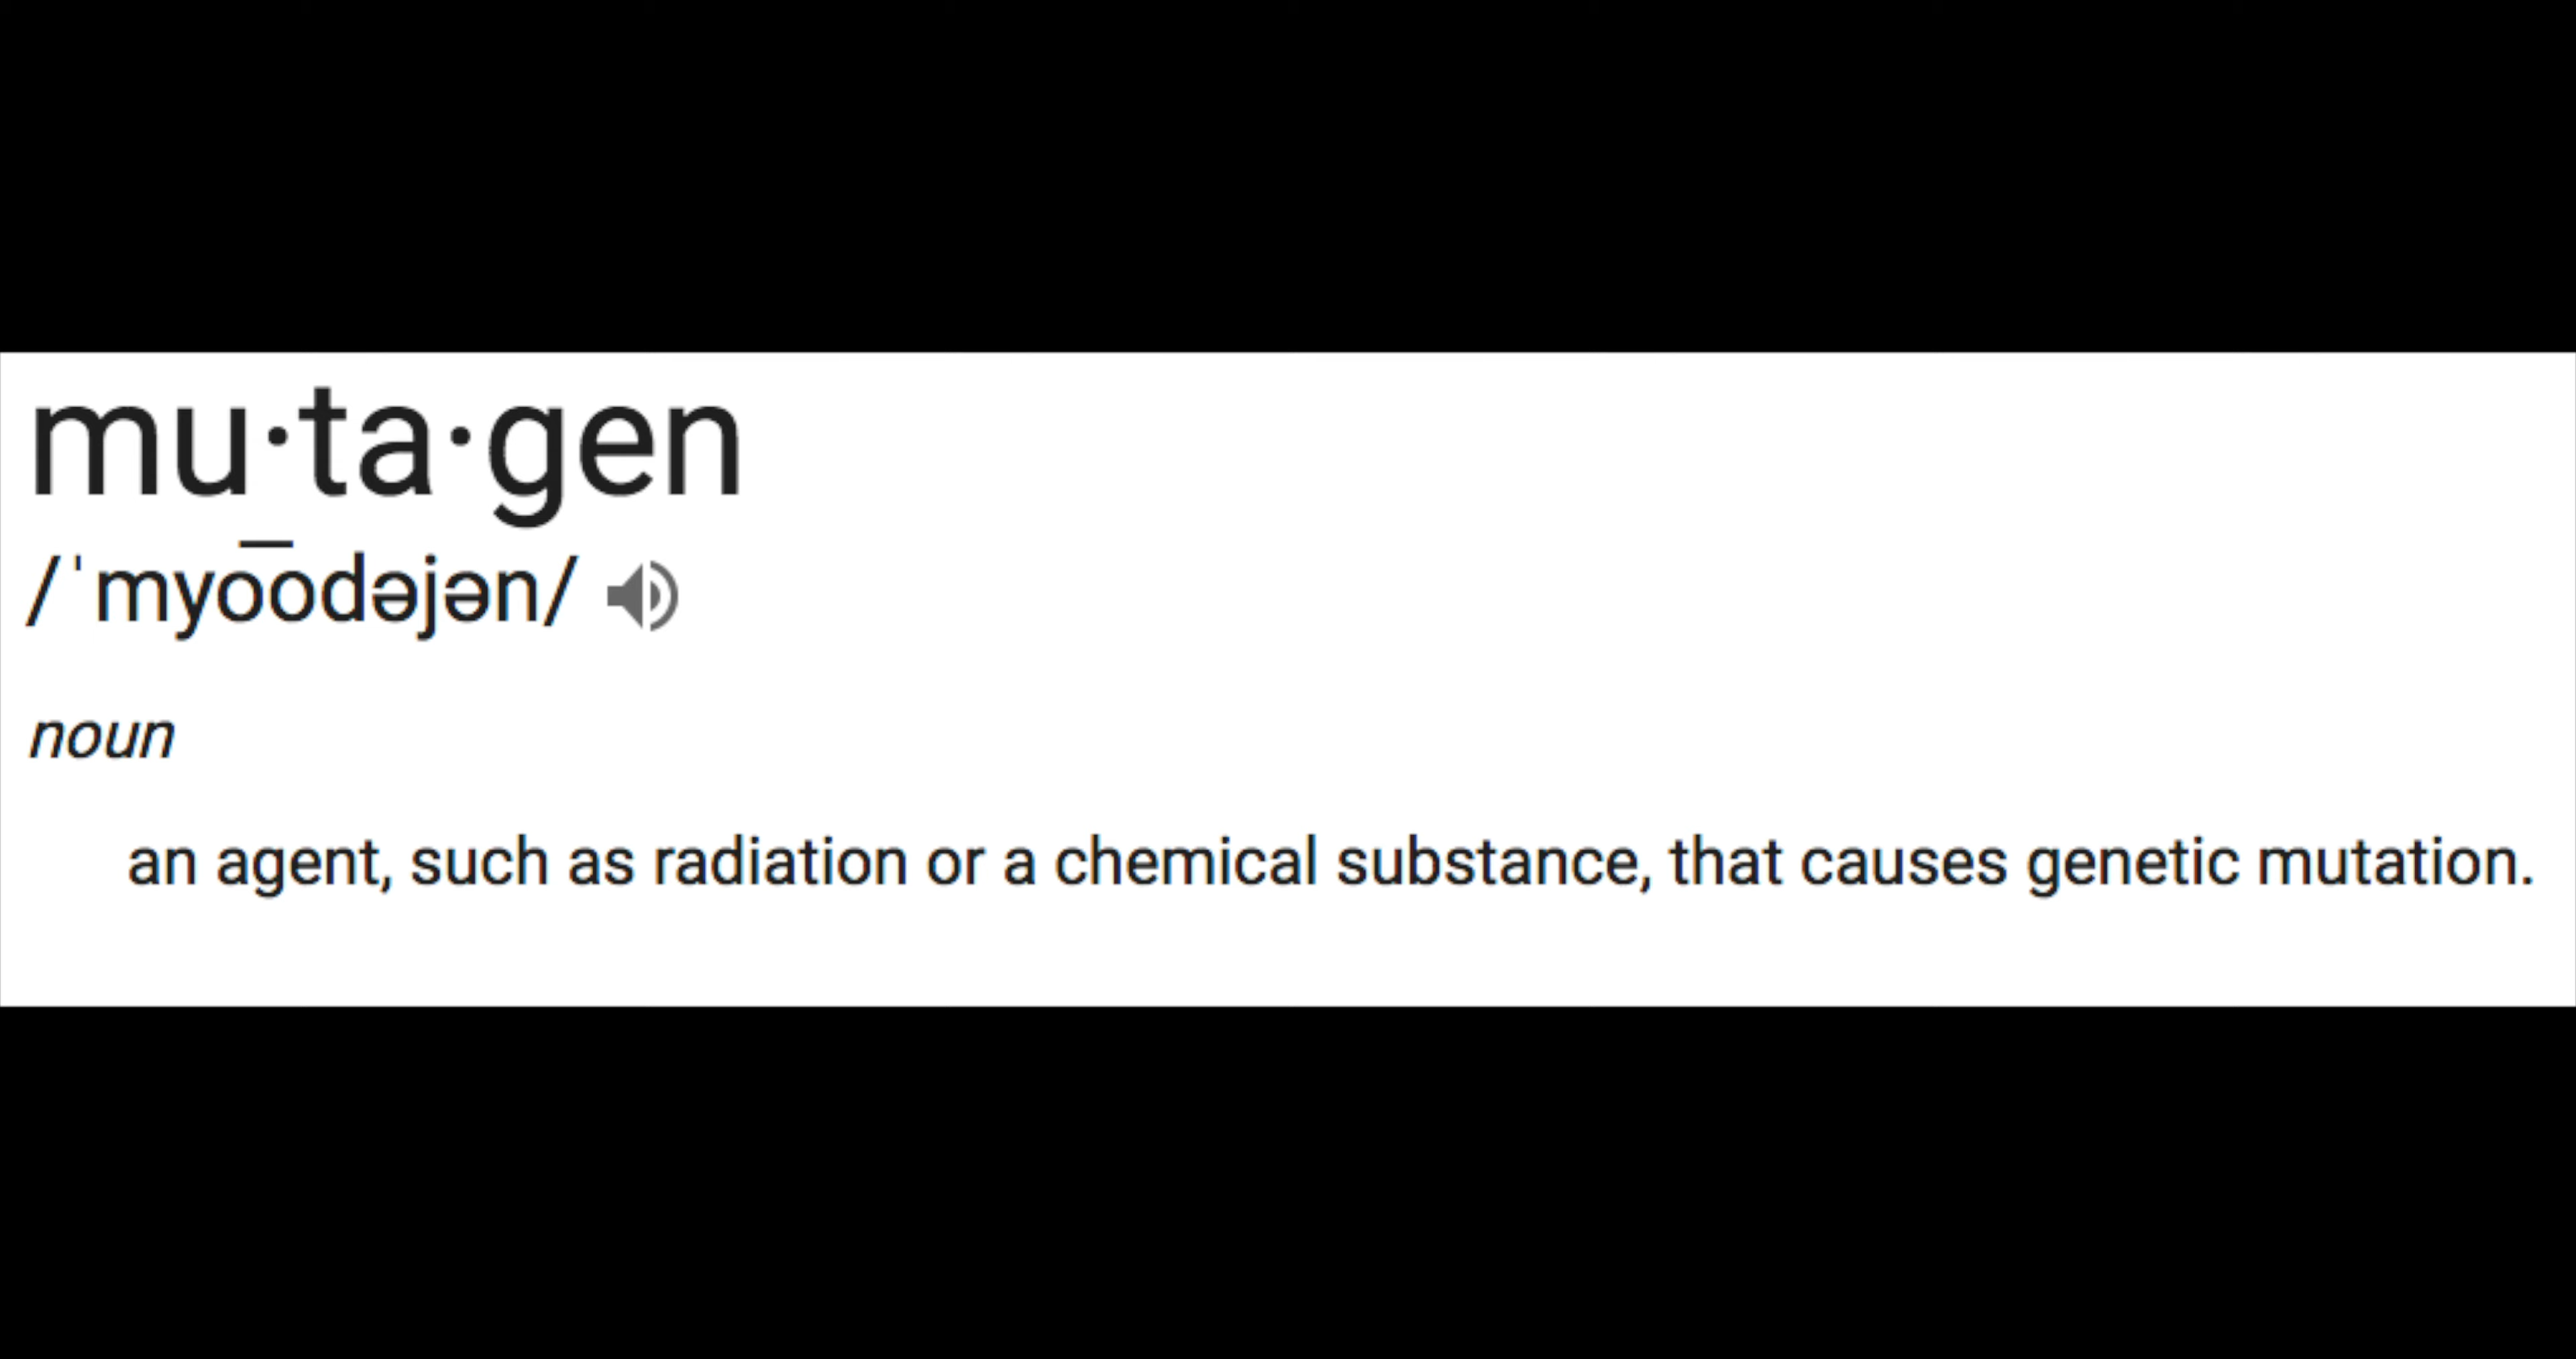 mu·ta·gen
/ˈmyo͞odəjən/
noun
an agent, such as radiation or a chemical substance, that causes genetic mutation.